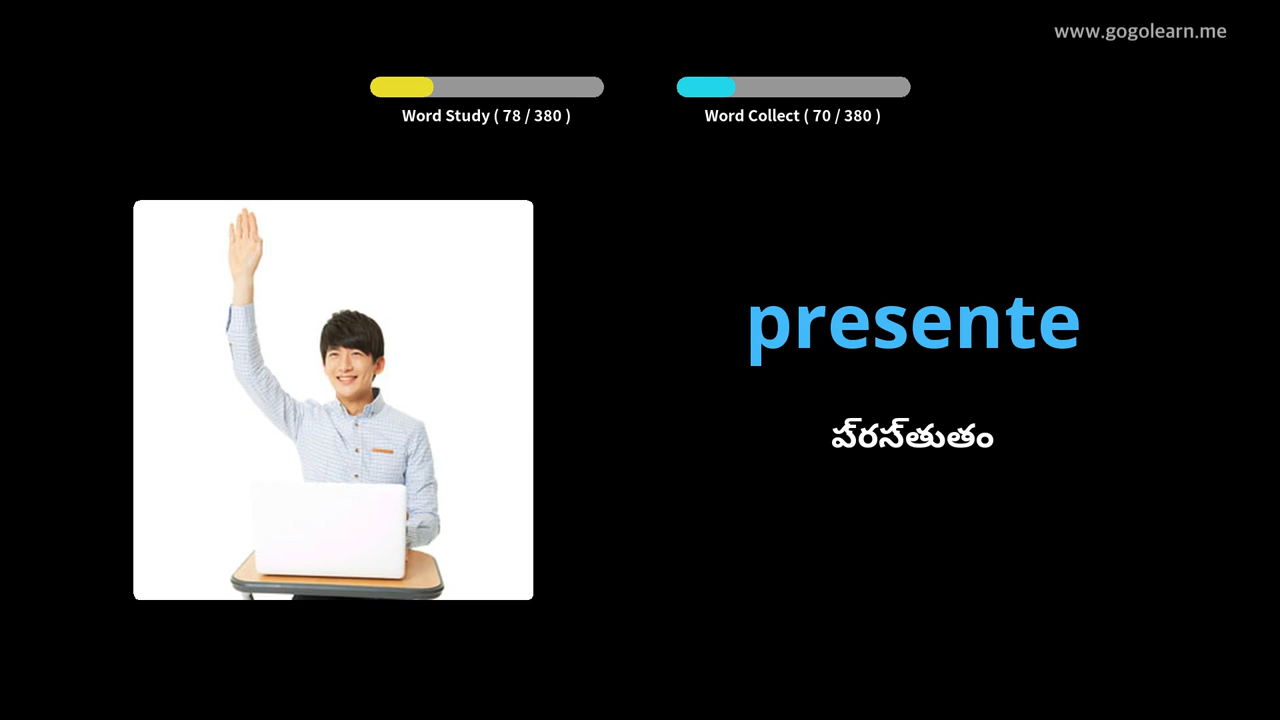 www.gogolearn.me
Word Study ( 78 / 380 )
Word Collect ( 70 / 380 )
presente
ప్రస్తుతం